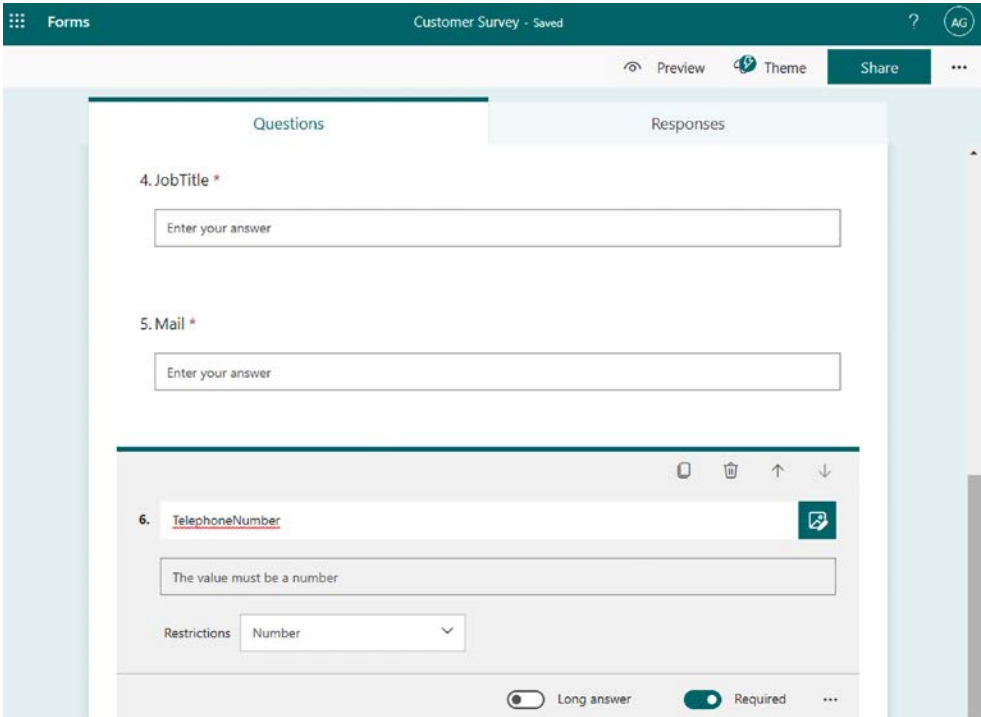 Forms
Customer Survey - Saved
?
AG
Preview
Theme
Share
...
Questions
Responses
4. JobTitle *
Enter your answer
5. Mail *
Enter your answer
6.
TelephoneNumber
The value must be a number
Restrictions
Number
Long answer
Required
...